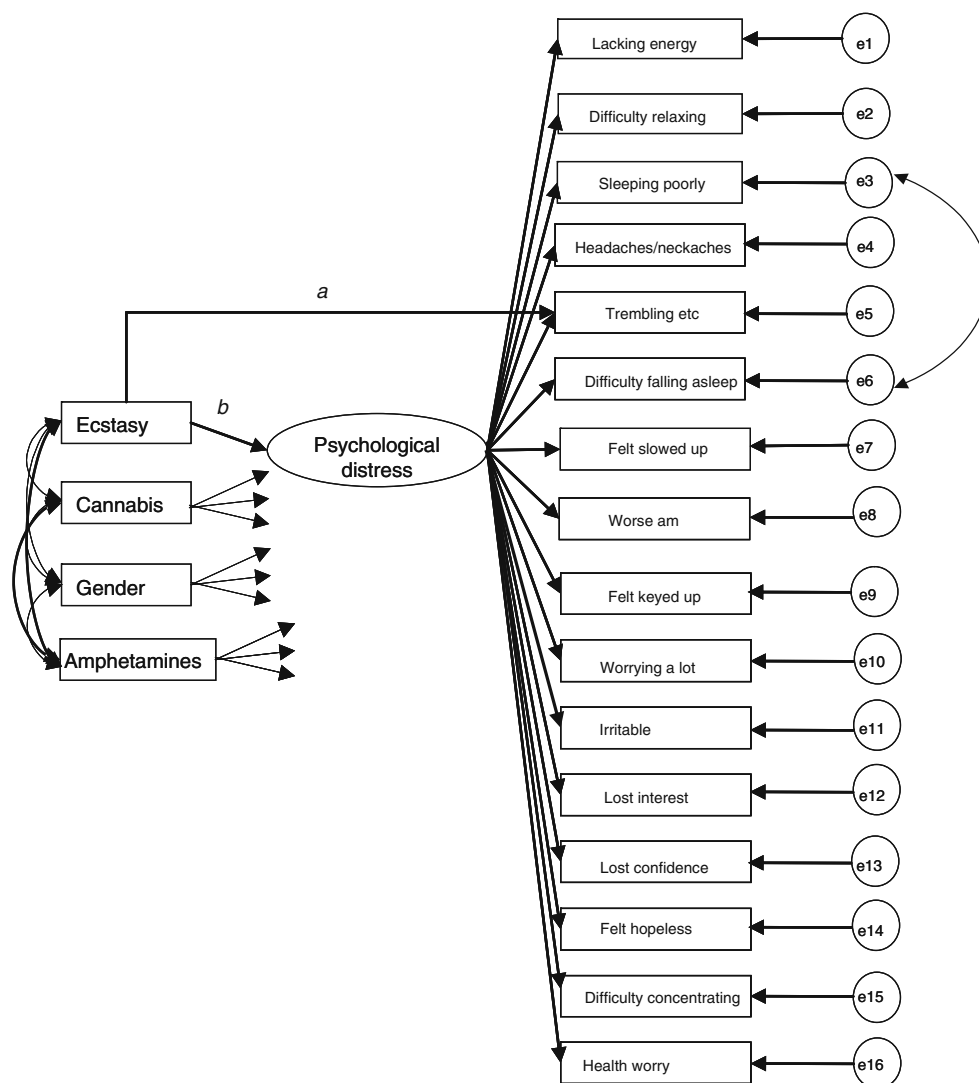 Lacking energy
e1
Difficulty relaxing
e2
Sleeping poorly
e3
Headaches/neckaches
e4
a
Trembling etc
e5
Difficulty falling asleep
e6
Ecstasy
b
Psychological
distress
Felt slowed up
e7
Cannabis
Worse am
e8
Gender
Felt keyed up
e9
Amphetamines
Worrying a lot
e10
Irritable
e11
Lost interest
e12
Lost confidence
e13
Felt hopeless
e14
Difficulty concentrating
e15
Health worry
e16